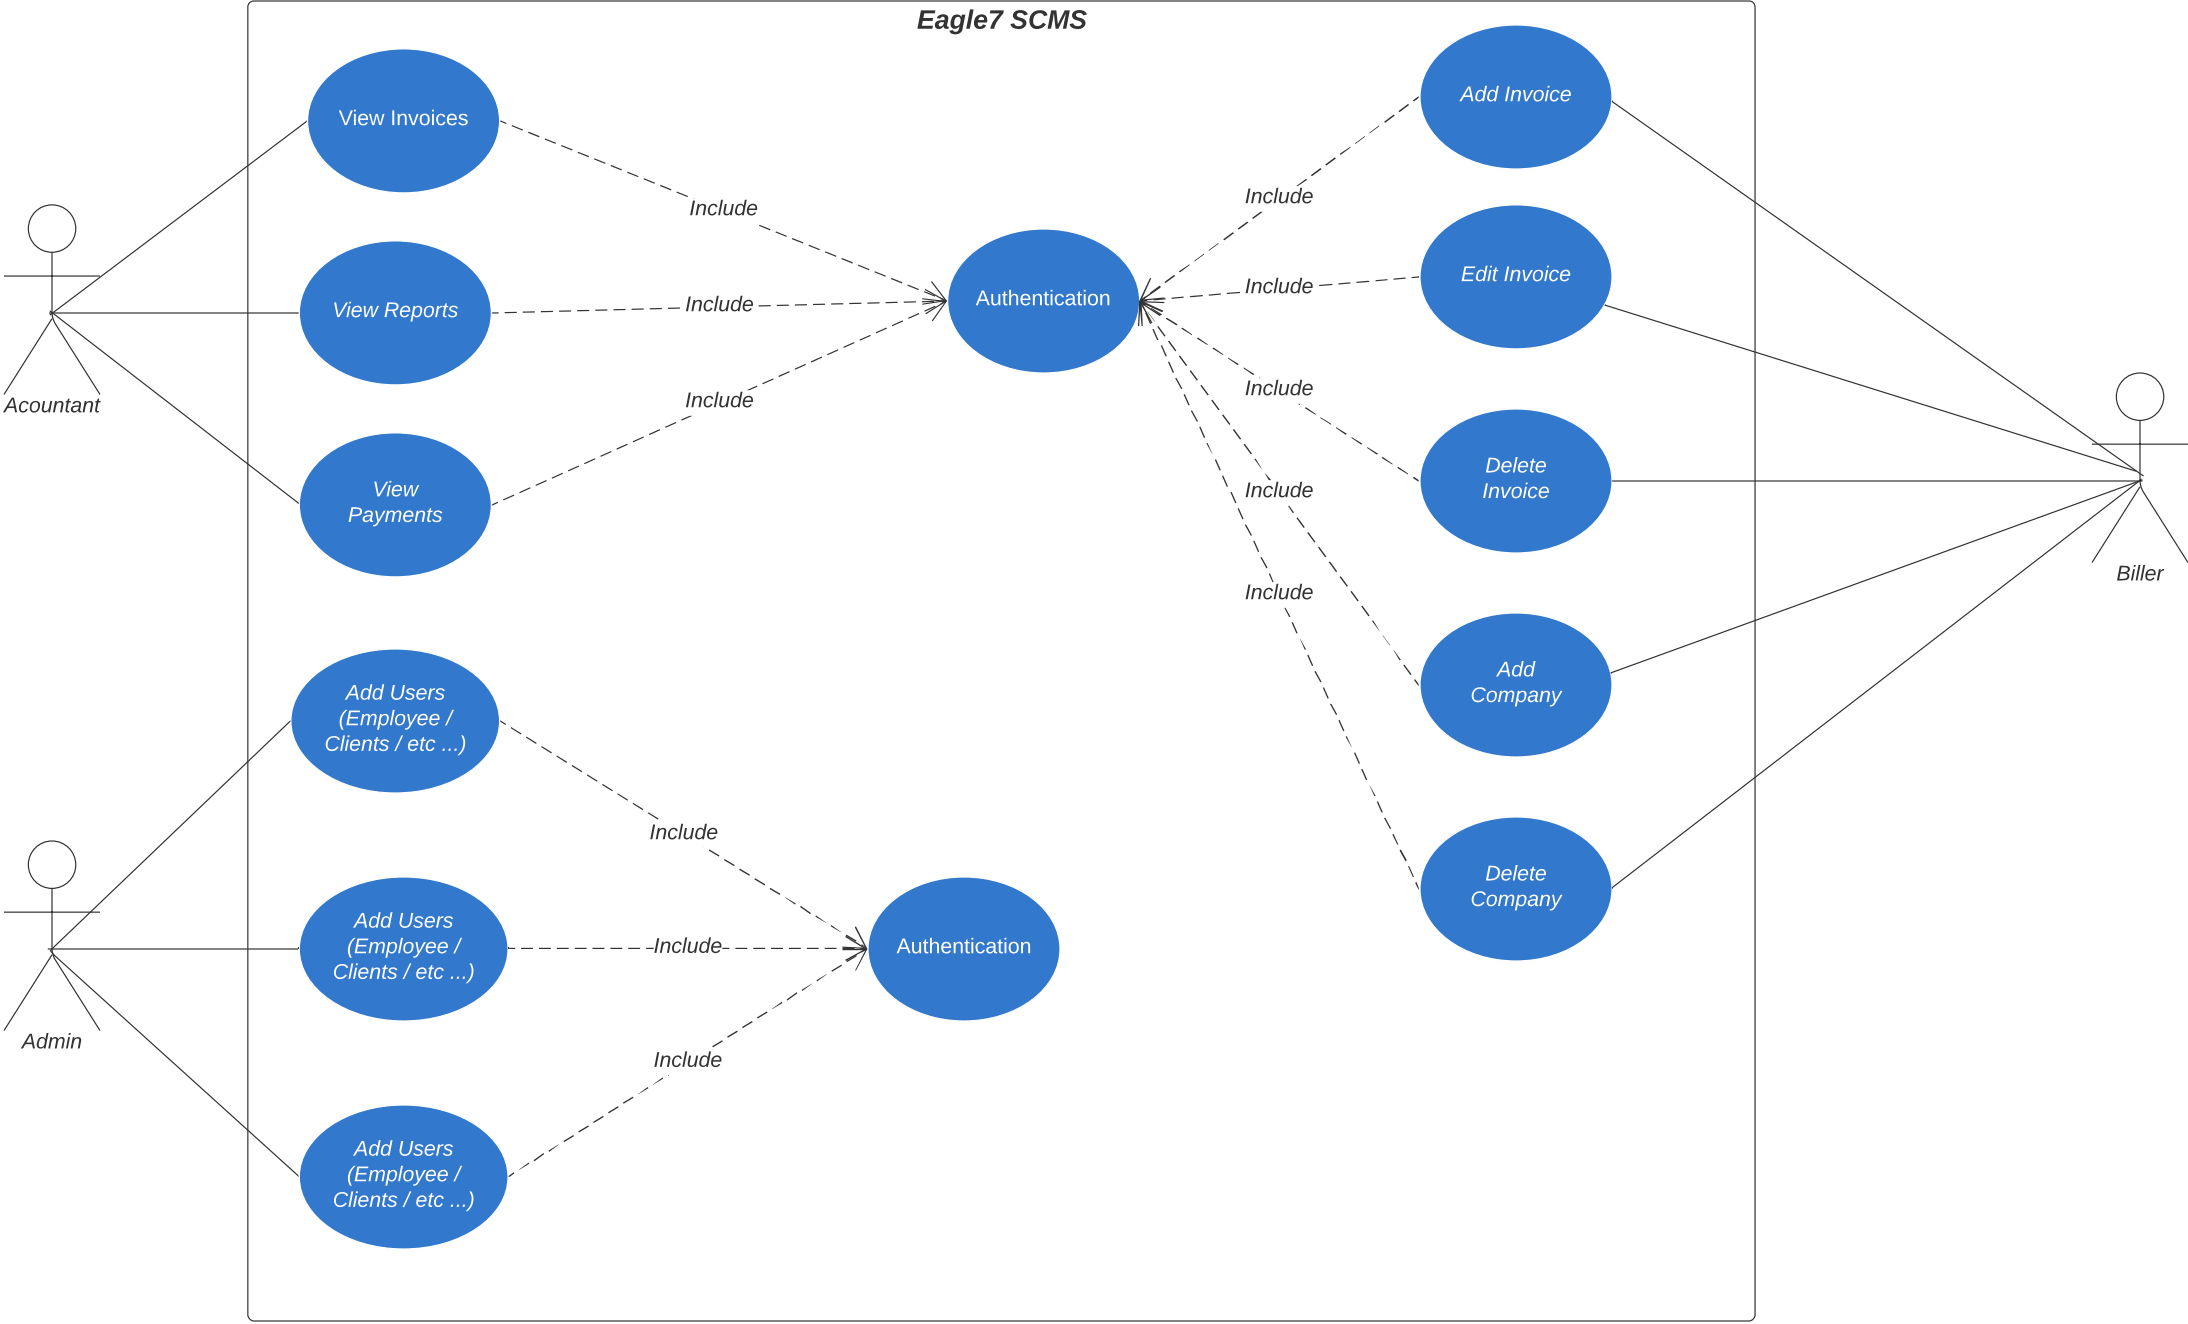 Eagle7 SCMS
View Invoices
Add Invoice
Include
Include
View Reports
Authentication
Edit Invoice
Include
Include
Acountant
Include
Include
View
Payments
Delete
Invoice
Include
Include
Biller
Add Users
(Employee /
Clients / etc ...)
Add
Company
Include
Delete
Company
Add Users
(Employee /
Clients / etc ...)
Include
Authentication
Admin
Include
Add Users
(Employee /
Clients / etc ...)